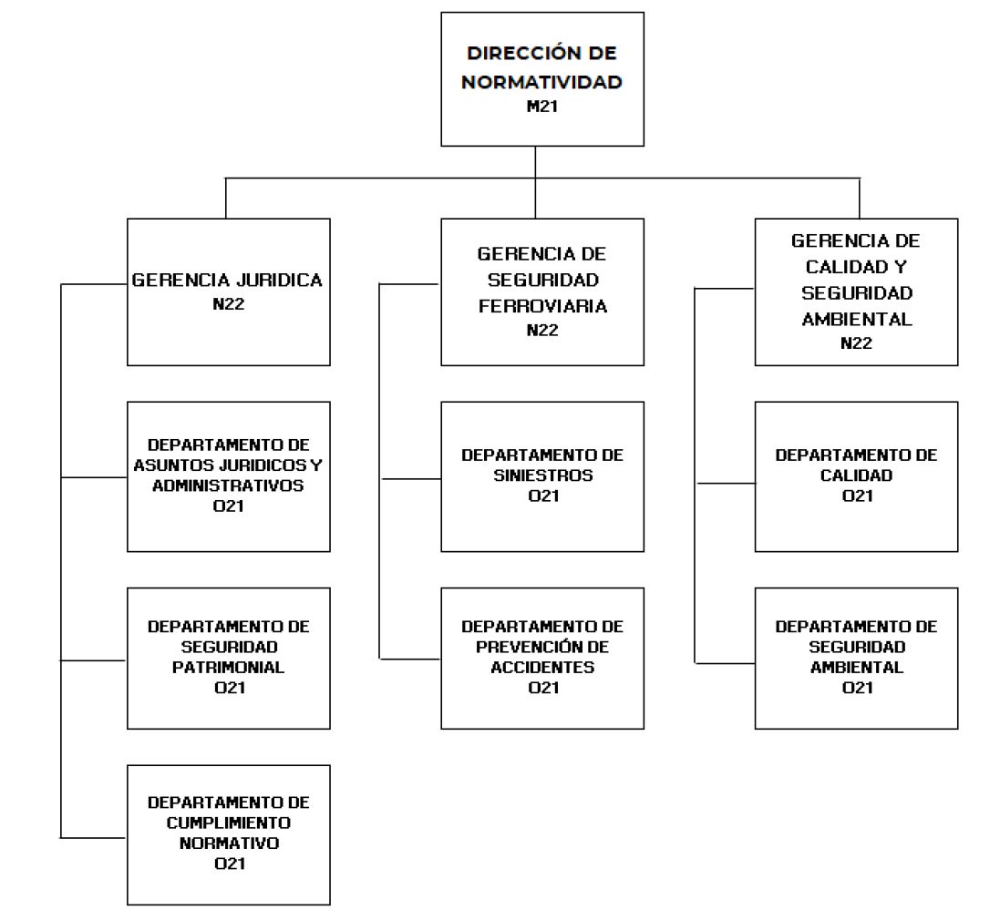 DIRECCIÓN DE
NORMATIVIDAD
M21
GERENCIA JURIDICA
N22
GERENCIA DE
SEGURIDAD
FERROVIARIA
N22
GERENCIA DE
CALIDAD Y
SEGURIDAD
AMBIENTAL
N22
DEPARTAMENTO DE
ASUNTOS JURIDICOS Y
ADMINISTRATIVOS
O21
DEPARTAMENTO DE
SINIESTROS
O21
DEPARTAMENTO DE
CALIDAD
O21
DEPARTAMENTO DE
SEGURIDAD
PATRIMONIAL
O21
DEPARTAMENTO DE
PREVENCIÓN DE
ACCIDENTES
O21
DEPARTAMENTO DE
SEGURIDAD
AMBIENTAL
O21
DEPARTAMENTO DE
CUMPLIMIENTO
NORMATIVO
O21